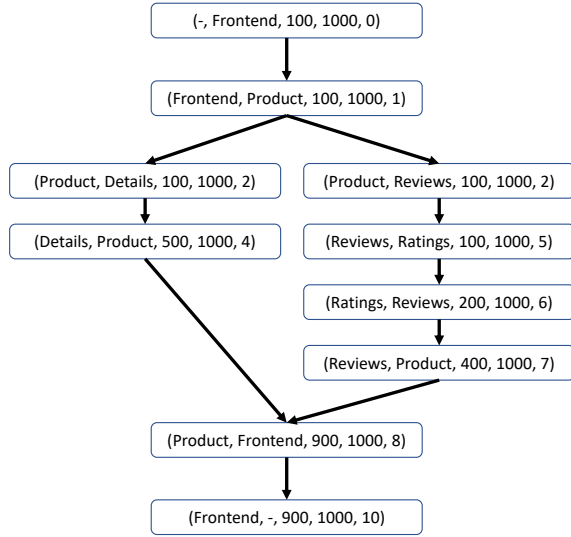 (-, Frontend, 100, 1000, 0)
(Frontend, Product, 100, 1000, 1)
(Product, Details, 100, 1000, 2)
(Product, Reviews, 100, 1000, 2)
(Details, Product, 500, 1000, 4)
(Reviews, Ratings, 100, 1000, 5)
(Ratings, Reviews, 200, 1000, 6)
(Reviews, Product, 400, 1000, 7)
(Product, Frontend, 900, 1000, 8)
(Frontend, -, 900, 1000, 10)